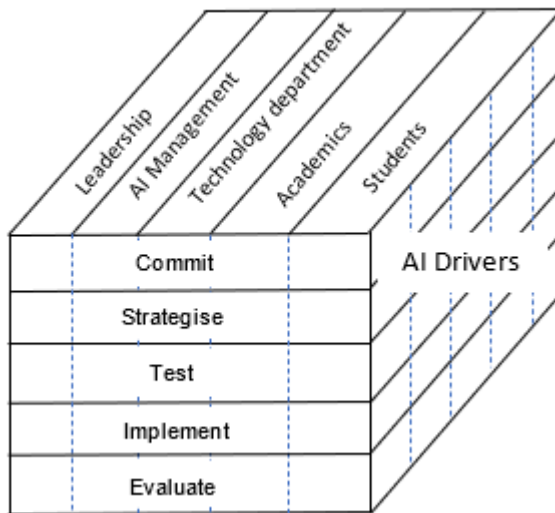 Leadership
AI Management
Technology department
Academics
Students
AI Drivers
Commit
Strategise
Test
Implement
Evaluate